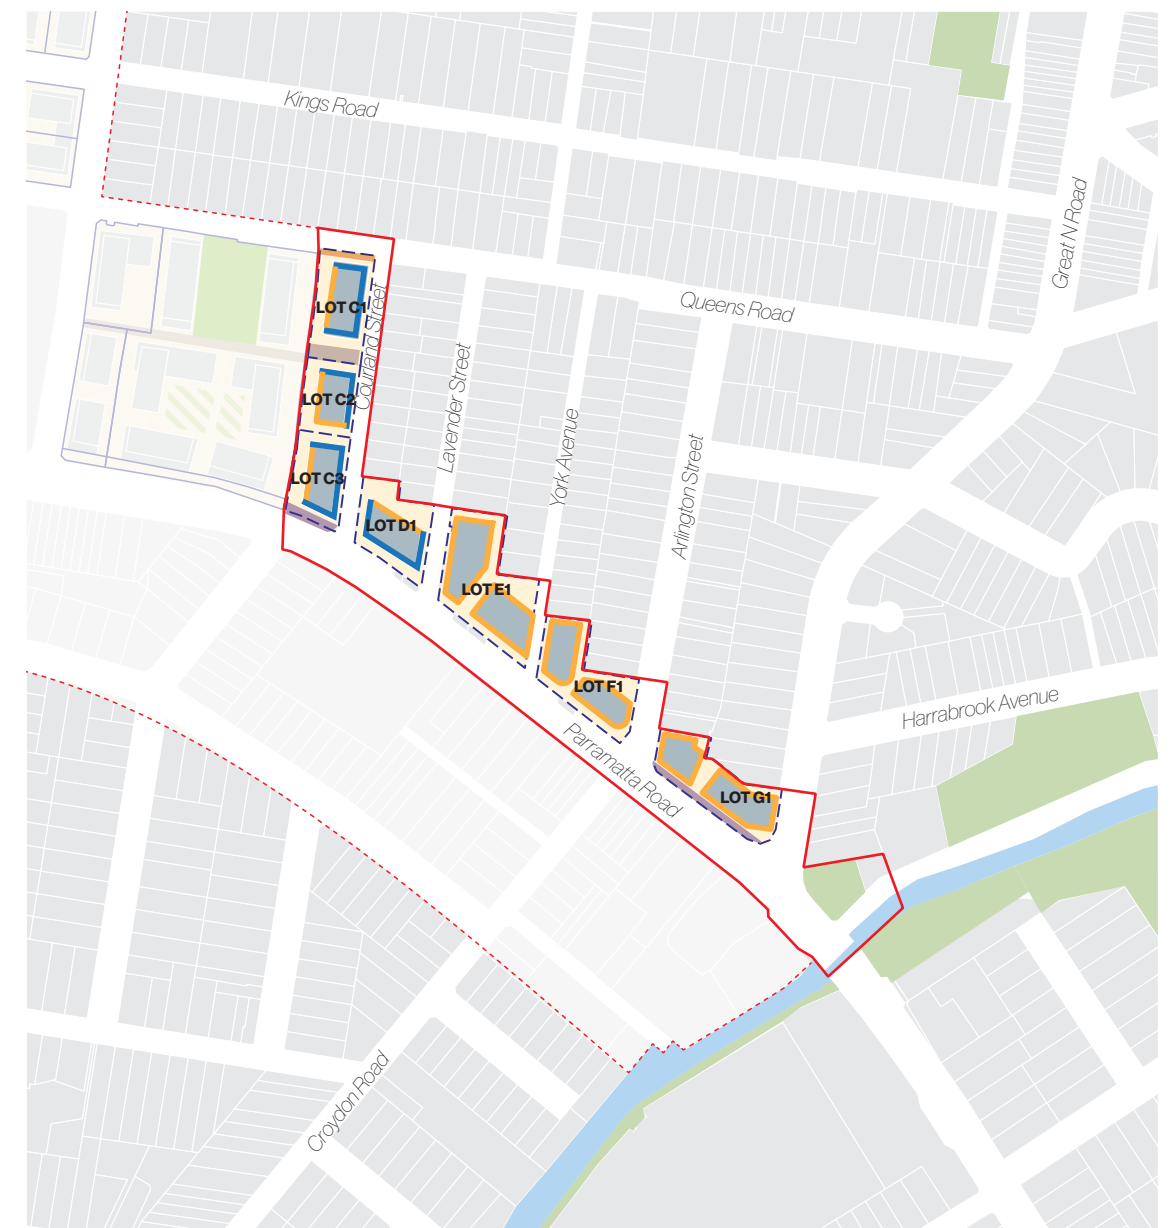 Kings Road
Great N Road
Queens Road
LOT C1
Courland Street
Lavender Street
LOT C2
York Avenue
Arlington Street
LOT C3
LOT D1
LOT E1
LOT F1
Harrabrook Avenue
Parramatta Road
LOT G1
Croydon Road